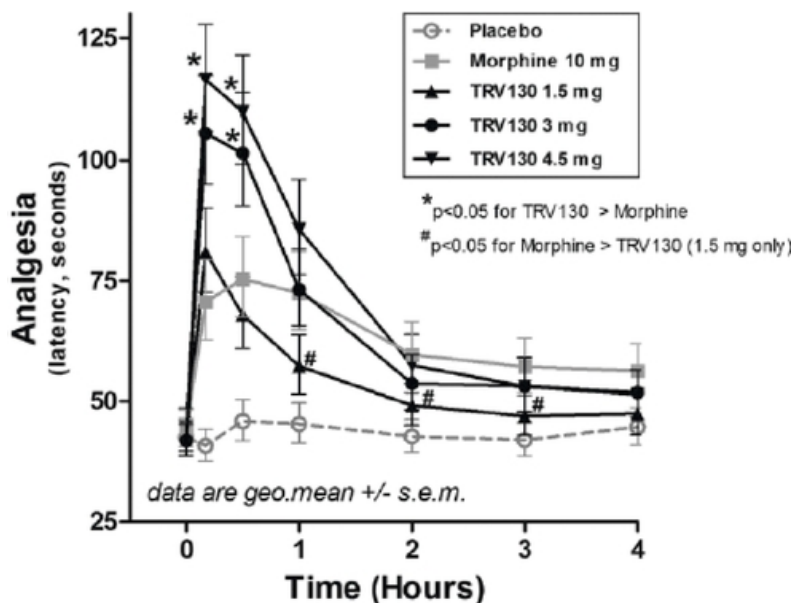 125
100
75
50
25
Analgesia
(latency, seconds)
Placebo
Morphine 10 mg
TRV130 1.5 mg
TRV130 3 mg
TRV130 4.5 mg
*p<0.05 for TRV130 > Morphine
#p<0.05 for Morphine > TRV130 (1.5 mg only)
* *
* *
#
# #
data are geo.mean +/- s.e.m.
0 1 2 3 4
Time (Hours)